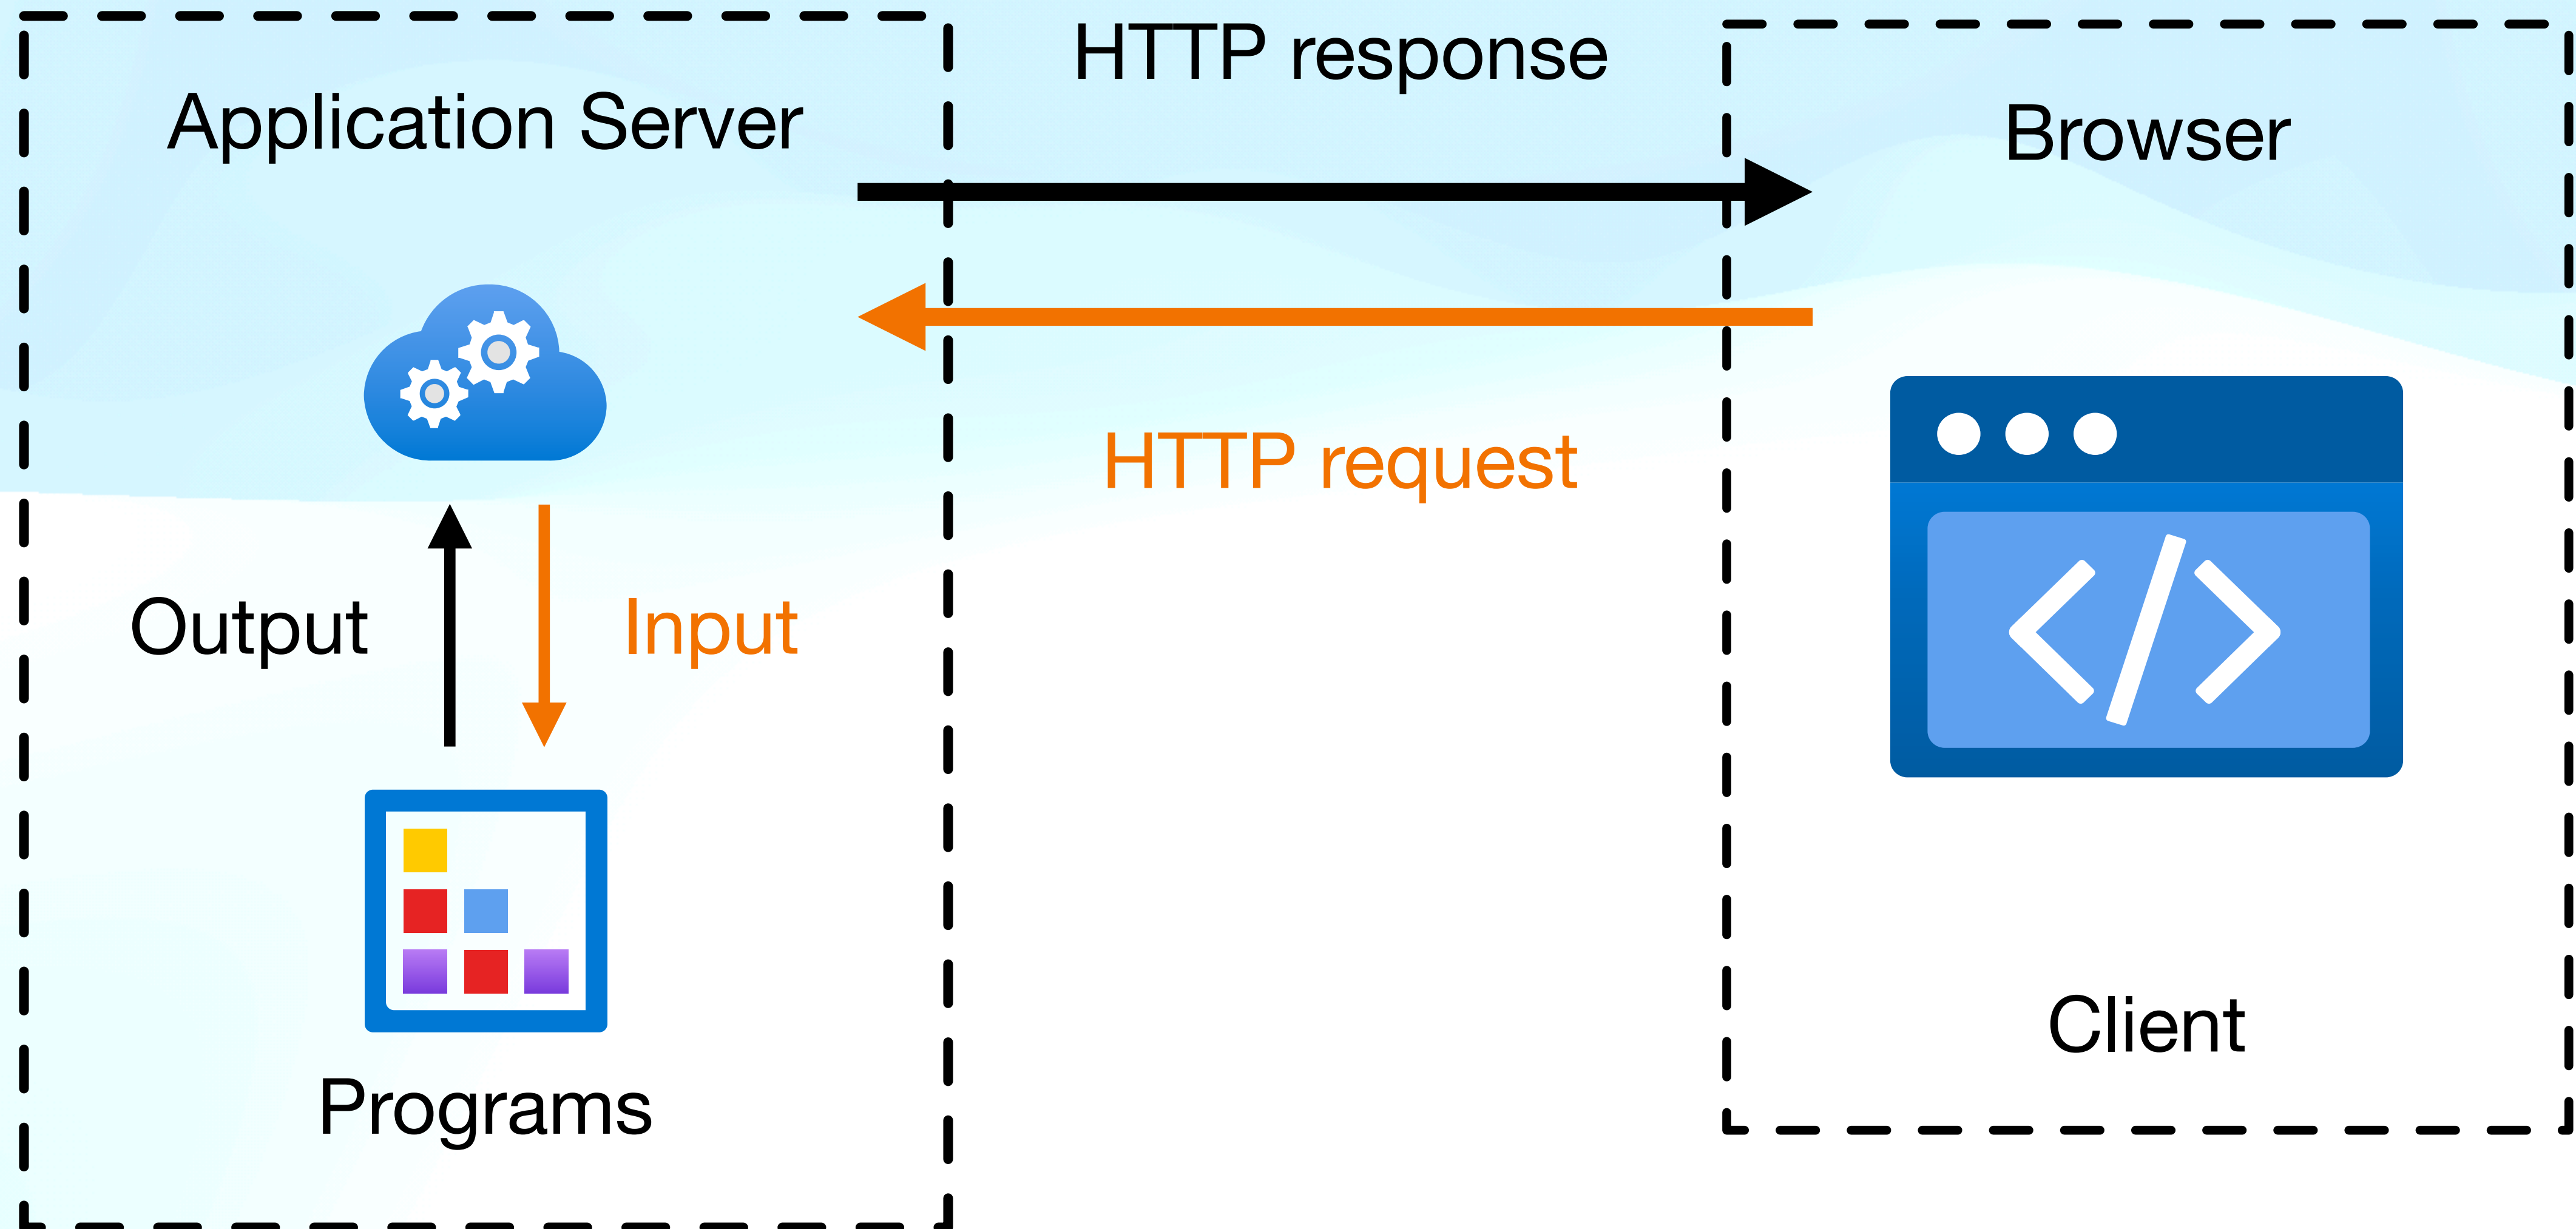 HTTP response
Application Server
Browser
HTTP request
Output
Input
Client
Programs